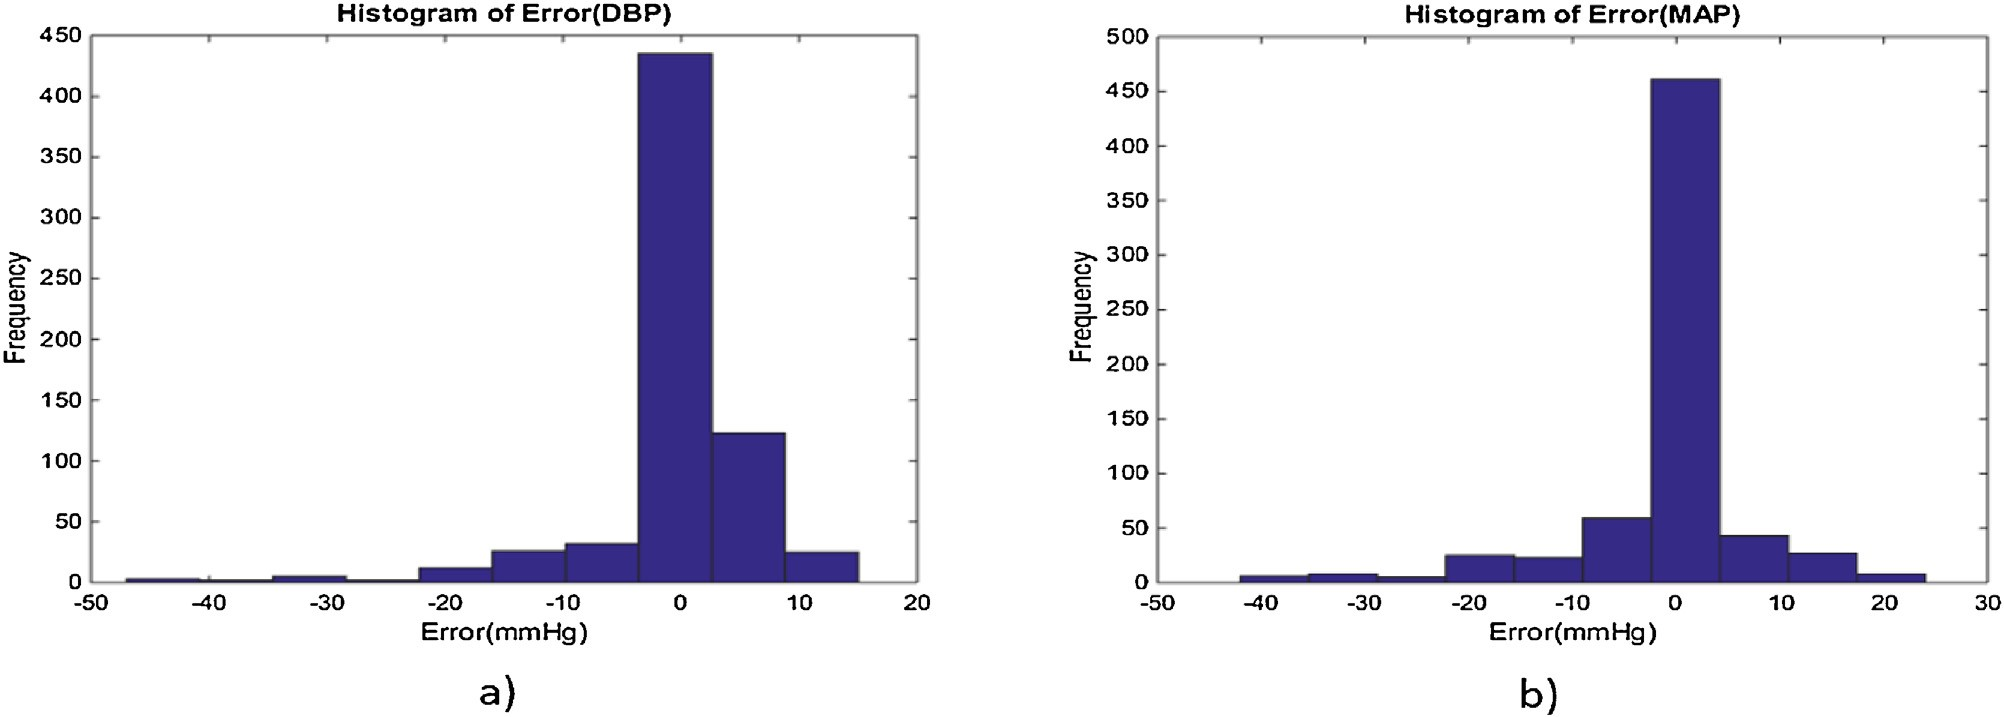 Histogram of Error(DBP)
450
400
350
300
250
200
150
100
50
0
Frequency
-50 -40 -30 -20 -10 0 10 20
Error(mmHg)
a)
Histogram of Error(MAP)
500
450
400
350
300
250
200
150
100
50
0
Frequency
-50 -40 -30 -20 -10 0 10 20 30
Error(mmHg)
b)